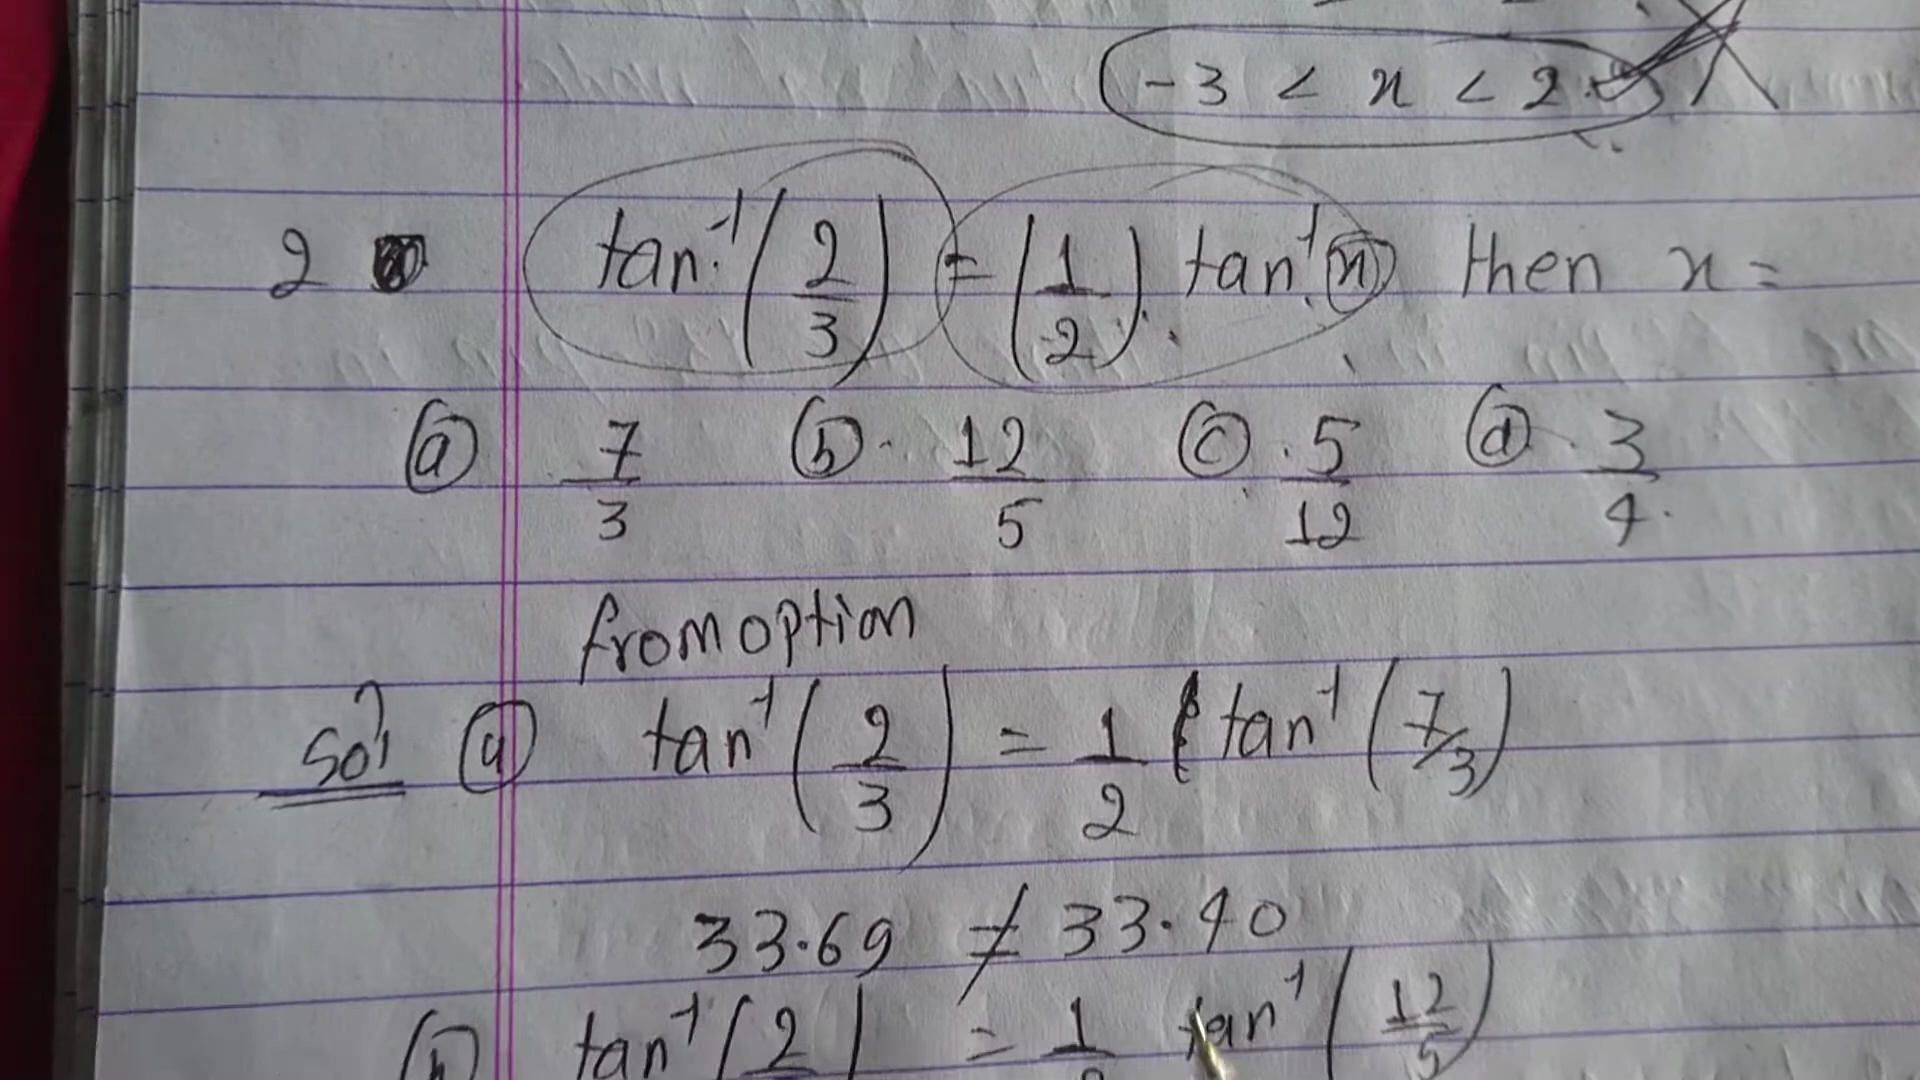 -3 < x < 2
2 tan⁻¹(2/3) = (1/2) tan⁻¹ x then x =
(a) 7/3 (b) 12/5 (c) 5/12 (d) 3/4
from option
Solⁿ (a) tan⁻¹(2/3) = 1/2 tan⁻¹(7/3)
33.69 ≠ 33.40
(b) tan⁻¹(2 = 1 tan⁻¹(12/5)